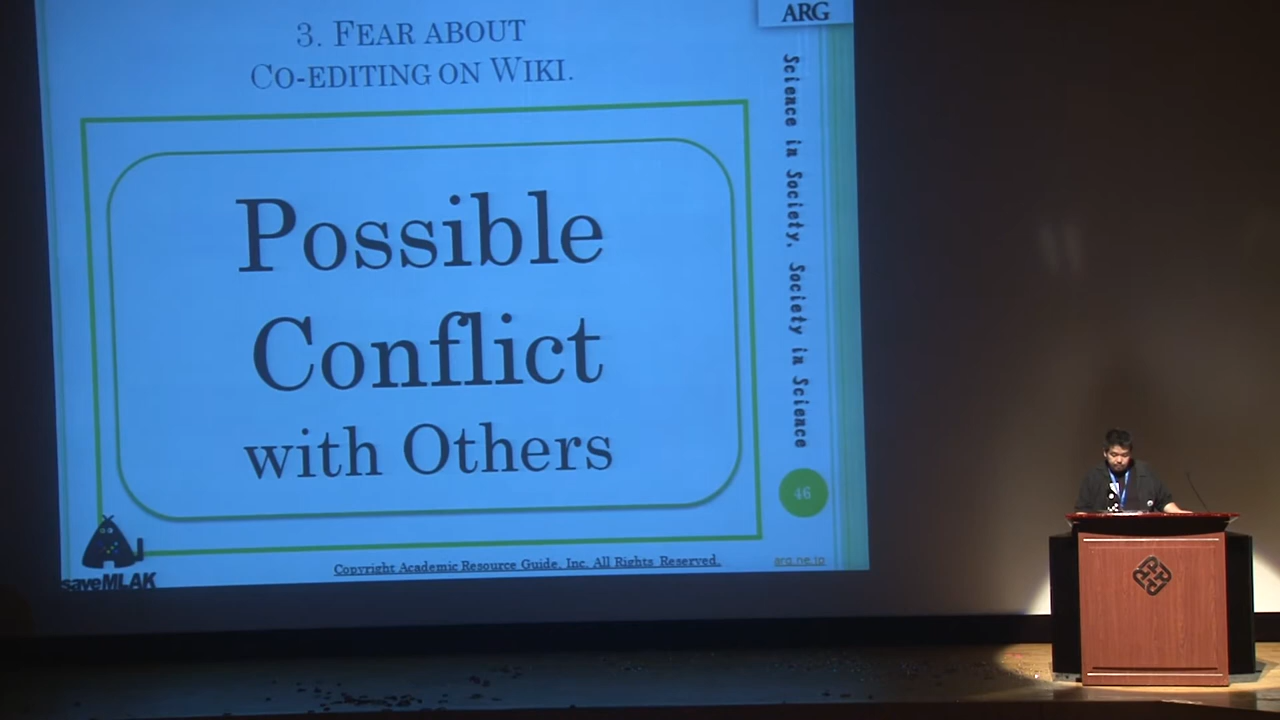 3. FEAR ABOUT
CO-EDITING ON WIKI.
ARG
Science in Society, Society in Science
Possible
Conflict
with Others
46
saveMLAK
Copyright Academic Resource Guide, Inc. All Rights Reserved.
arg.ne.jp